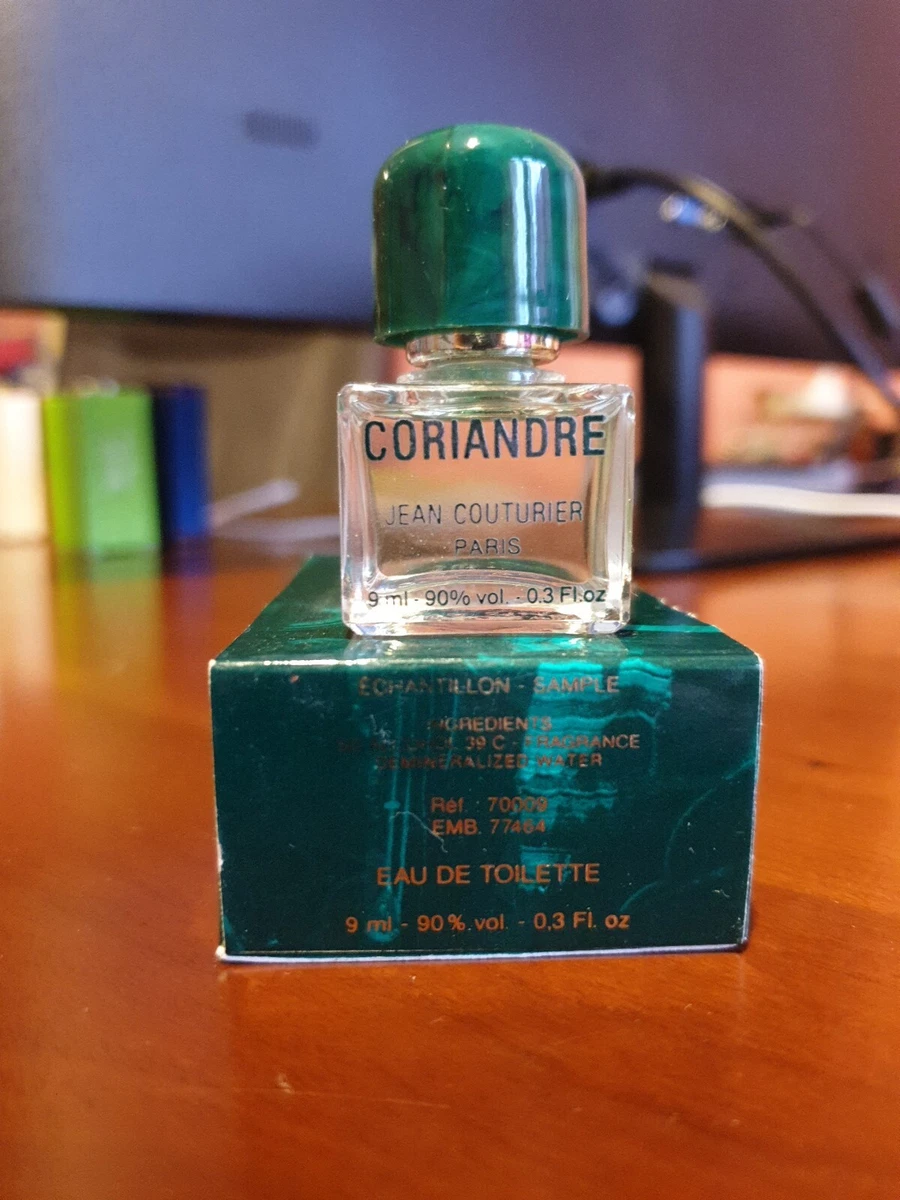 CORIANDRE
JEAN COUTURIER
PARIS
9 ml - 90% vol. - 0.3 Fl.oz
ÉCHANTILLON - SAMPLE
INGREDIENTS
39 C - FRAGRANCE
DEMINERALIZED WATER
Réf. : 70009
EMB. 77464
EAU DE TOILETTE
9 ml - 90% vol - 0,3 Fl. oz